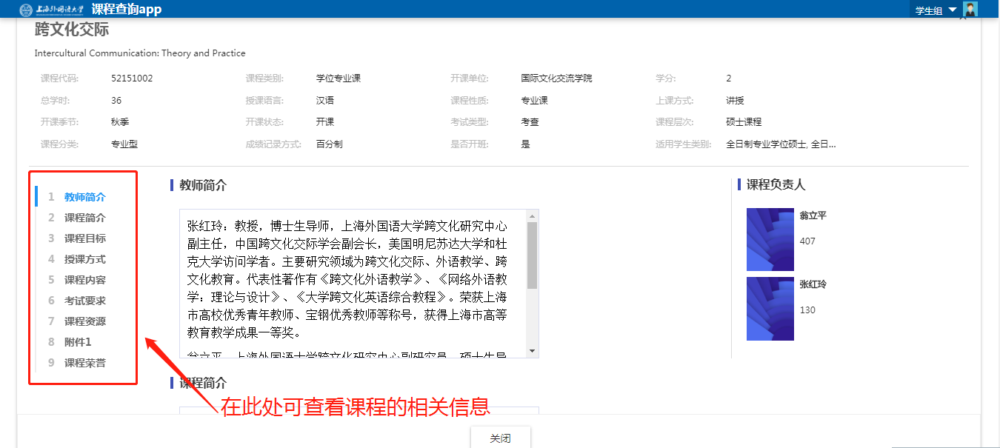 上海外国语大学 课程查询app 学生组
跨文化交际
Intercultural Communication: Theory and Practice
课程代码: 52151002 课程类别: 学位专业课 开课单位: 国际文化交流学院 学分: 2
总学时: 36 授课语言: 汉语 课程性质: 专业课 上课方式: 讲授
开课季节: 秋季 开课状态: 开课 考试类型: 考查 课程层次: 硕士课程
课程分类: 专业型 成绩记录方式: 百分制 是否开班: 是 适用学生类别: 全日制专业学位硕士, 全日...
1 教师简介
2 课程简介
3 课程目标
4 授课方式
5 课程内容
6 考试要求
7 课程资源
8 附件1
9 课程荣誉
教师简介
张红玲：教授，博士生导师，上海外国语大学跨文化研究中心
副主任，中国跨文化交际学会副会长，美国明尼苏达大学和杜
克大学访问学者。主要研究领域为跨文化交际、外语教学、跨
文化教育。代表性著作有《跨文化外语教学》、《网络外语教
学：理论与设计》、《大学跨文化英语综合教程》。荣获上海
市高校优秀青年教师、宝钢优秀教师等称号，获得上海市高等
教育教学成果一等奖。
翁立平，上海外国语大学跨文化研究中心副研究员，硕士生导
课程简介
课程负责人
翁立平
407
张红玲
130
在此处可查看课程的相关信息
关闭